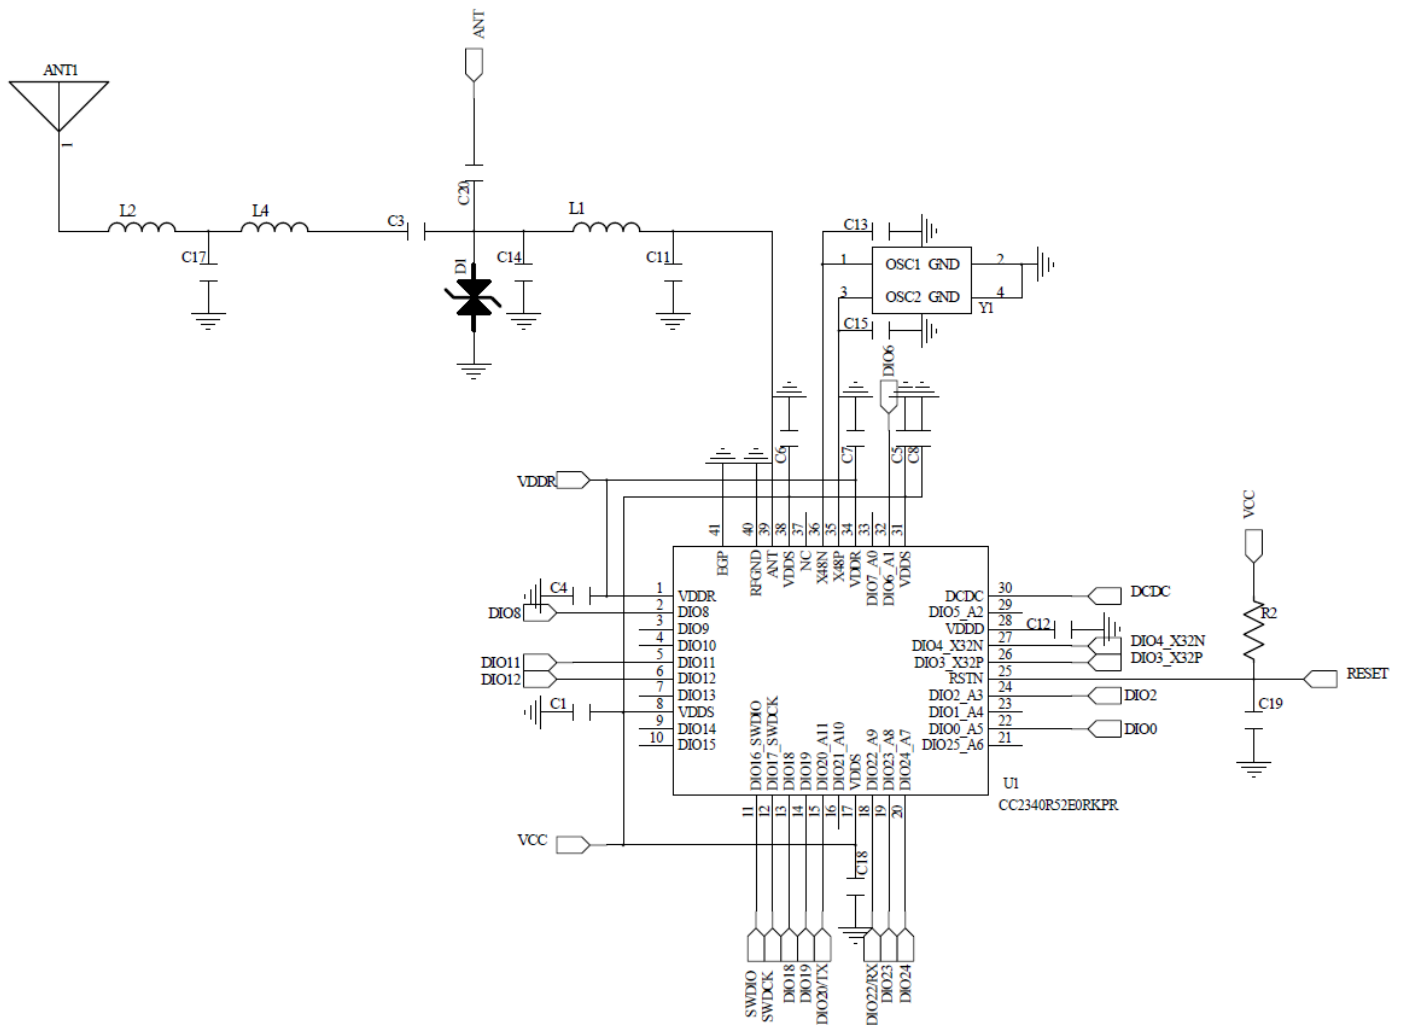 ANT
ANT1
1
C20
L2
L4
C3
L1
C17
D1
C14
C11
C13
1
OSC1 GND
2
3
OSC2 GND
4
Y1
C15
DIO6
C6
C7
C5
C8
VDDR
VCC
41
40
39
38
37
36
35
34
33
32
31
EGP
RFGND
ANT
VDDS
NC
X48N
X48P
VDDR
DIO7_A0
DIO6_A1
VDDS
C4
1
VDDR
DCDC
30
DCDC
DIO8
2
DIO8
DIO5_A2
29
R2
3
DIO9
VDDD
28
C12
4
DIO10
DIO4_X32N
27
DIO4_X32N
DIO11
5
DIO11
DIO3_X32P
26
DIO3_X32P
DIO12
6
DIO12
RSTN
25
RESET
7
DIO13
DIO2_A3
24
DIO2
C1
8
VDDS
DIO1_A4
23
C19
9
DIO14
DIO0_A5
22
DIO0
10
DIO15
DIO25_A6
21
DIO16_SWDIO
DIO17_SWDCK
DIO18
DIO19
DIO20_A11
DIO21_A10
VDDS
DIO22_A9
DIO23_A8
DIO24_A7
U1
CC2340R52E0RKPR
11
12
13
14
15
16
17
18
19
20
VCC
C18
SWDIO
SWDCK
DIO18
DIO19
DIO20/TX
DIO22/RX
DIO23
DIO24